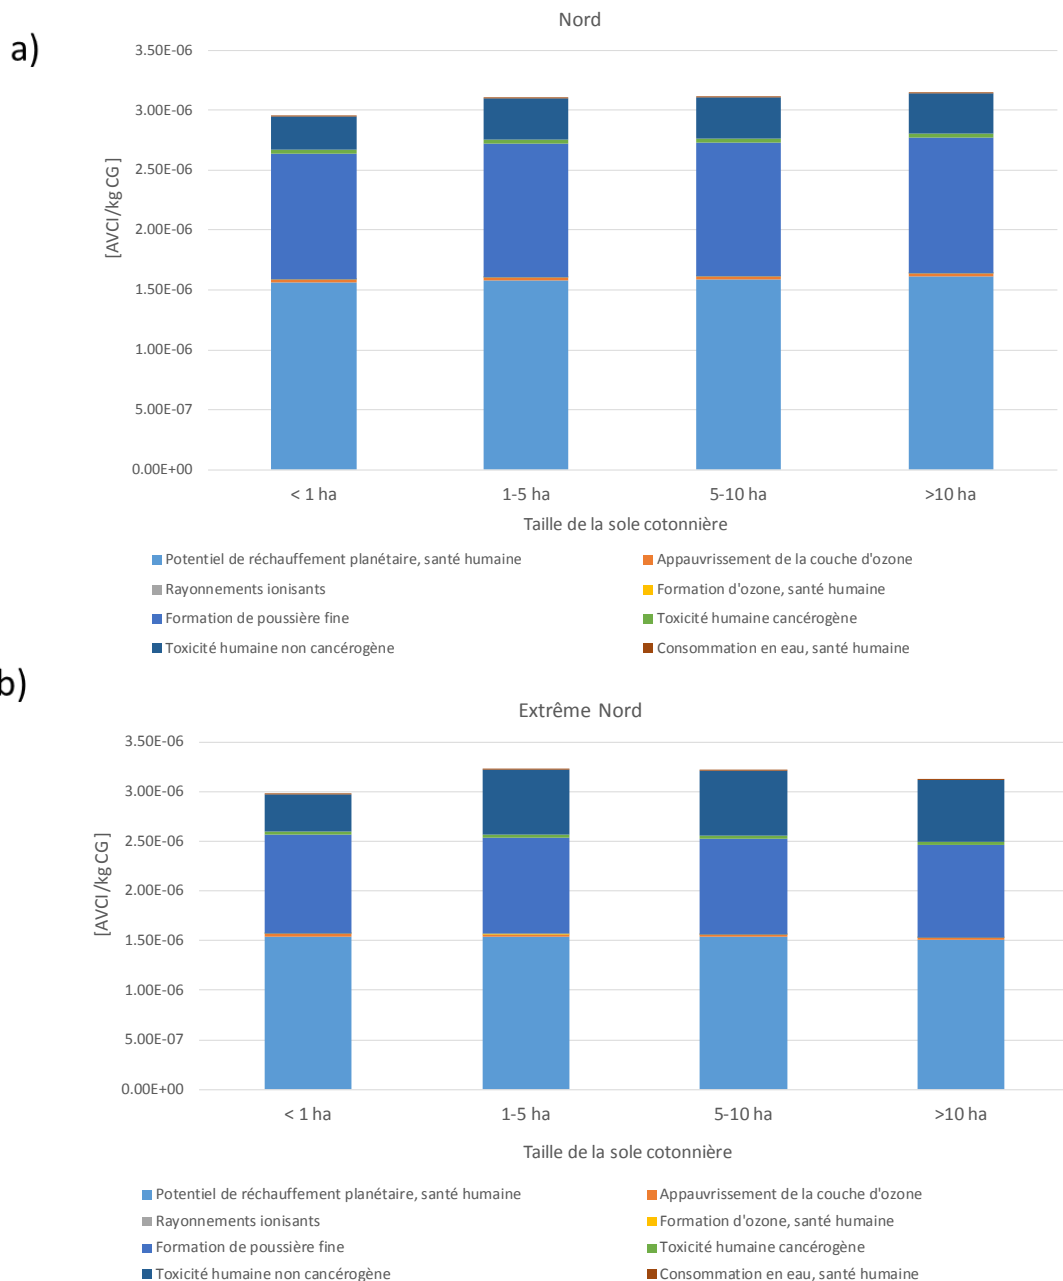 a)
Nord
3.50E-06
3.00E-06
2.50E-06
2.00E-06
1.50E-06
1.00E-06
5.00E-07
0.00E+00
[AVCI/kg CG ]
< 1 ha
1-5 ha
5-10 ha
>10 ha
Taille de la sole cotonnière
Potentiel de réchauffement planétaire, santé humaine
Appauvrissement de la couche d'ozone
Rayonnements ionisants
Formation d'ozone, santé humaine
Formation de poussière fine
Toxicité humaine cancérogène
Toxicité humaine non cancérogène
Consommation en eau, santé humaine
b)
Extrême Nord
3.50E-06
3.00E-06
2.50E-06
2.00E-06
1.50E-06
1.00E-06
5.00E-07
0.00E+00
[AVCI/kg CG ]
< 1 ha
1-5 ha
5-10 ha
>10 ha
Taille de la sole cotonnière
Potentiel de réchauffement planétaire, santé humaine
Appauvrissement de la couche d'ozone
Rayonnements ionisants
Formation d'ozone, santé humaine
Formation de poussière fine
Toxicité humaine cancérogène
Toxicité humaine non cancérogène
Consommation en eau, santé humaine